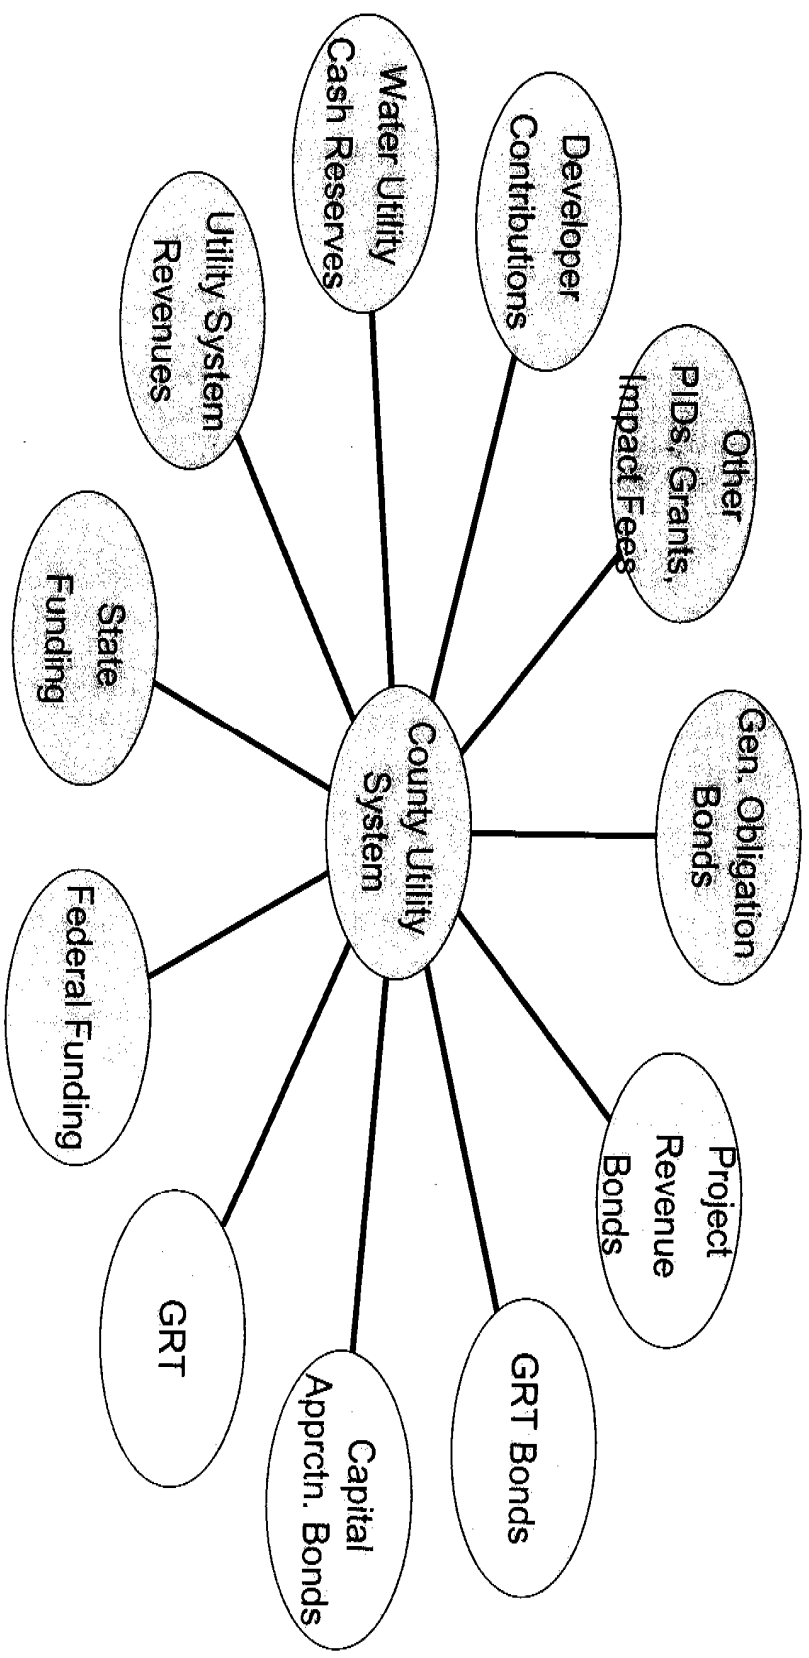 Gen. Obligation
Bonds
Other
PIDs, Grants,
Impact Fees
Project
Revenue
Bonds
Developer
Contributions
GRT Bonds
Water Utility
Cash Reserves
County Utility
System
Capital
Apprctn. Bonds
Utility System
Revenues
GRT
State
Funding
Federal Funding